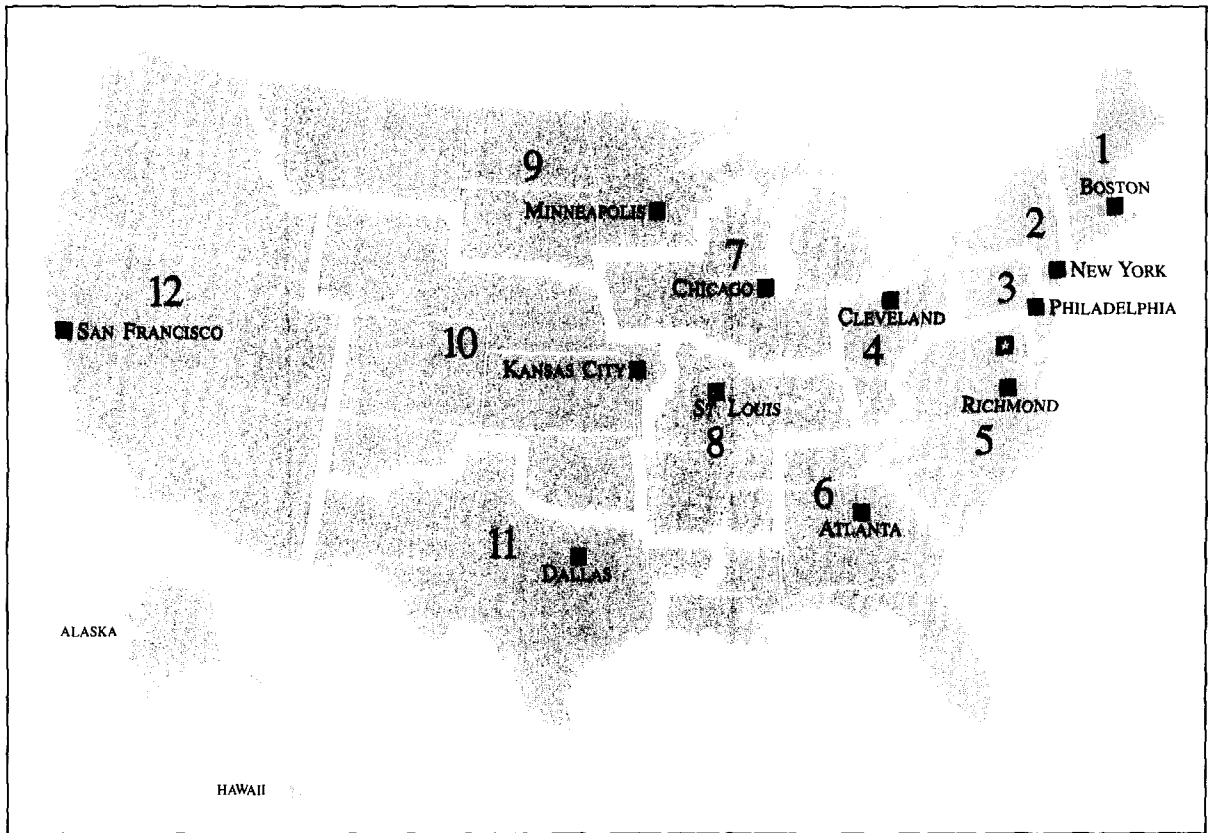 1
BOSTON
9
MINNEAPOLIS
2
7
NEW YORK
12
CHICAGO
3
CLEVELAND
PHILADELPHIA
SAN FRANCISCO
10
4
KANSAS CITY
ST. LOUIS
RICHMOND
8
5
6
ATLANTA
11
DALLAS
ALASKA
HAWAII